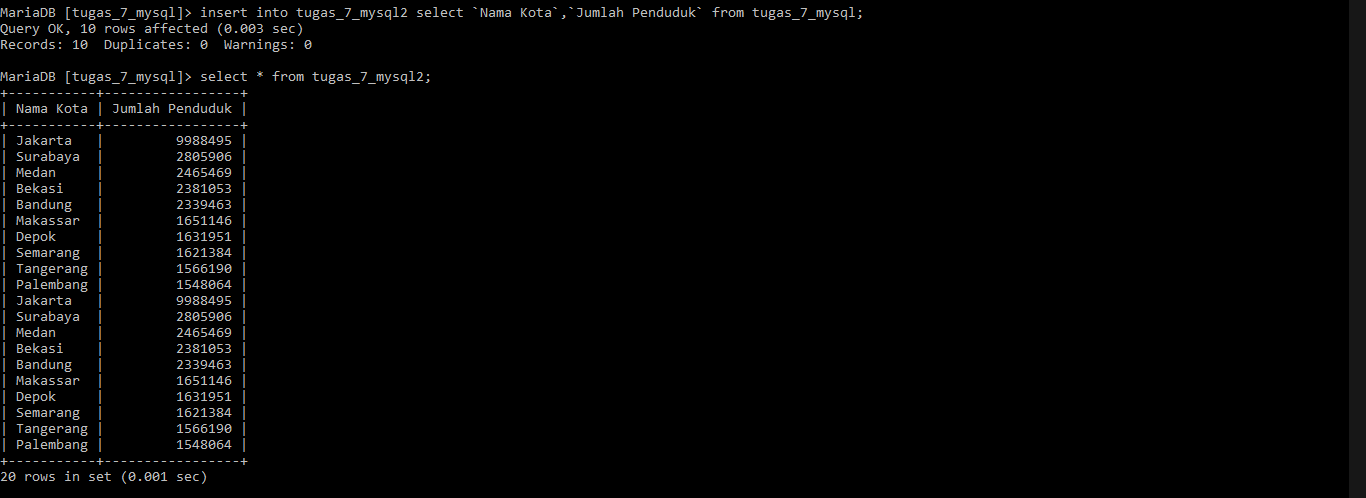 MariaDB [tugas_7_mysql]> insert into tugas_7_mysql2 select `Nama Kota`,`Jumlah Penduduk` from tugas_7_mysql;
Query OK, 10 rows affected (0.003 sec)
Records: 10  Duplicates: 0  Warnings: 0

MariaDB [tugas_7_mysql]> select * from tugas_7_mysql2;
+-----------+-----------------+
| Nama Kota | Jumlah Penduduk |
+-----------+-----------------+
| Jakarta   |         9988495 |
| Surabaya  |         2805906 |
| Medan     |         2465469 |
| Bekasi    |         2381053 |
| Bandung   |         2339463 |
| Makassar  |         1651146 |
| Depok     |         1631951 |
| Semarang  |         1621384 |
| Tangerang |         1566190 |
| Palembang |         1548064 |
| Jakarta   |         9988495 |
| Surabaya  |         2805906 |
| Medan     |         2465469 |
| Bekasi    |         2381053 |
| Bandung   |         2339463 |
| Makassar  |         1651146 |
| Depok     |         1631951 |
| Semarang  |         1621384 |
| Tangerang |         1566190 |
| Palembang |         1548064 |
+-----------+-----------------+
20 rows in set (0.001 sec)